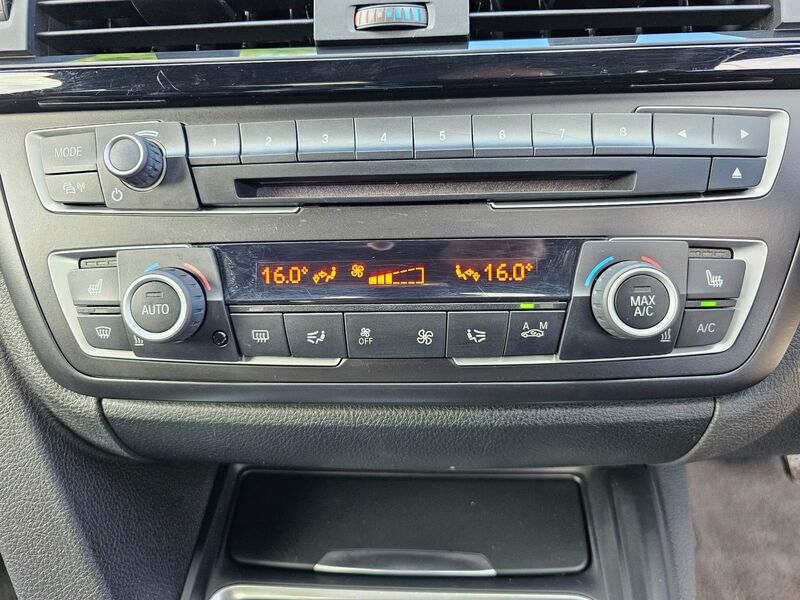 MODE 1 2 3 4 5 6 7 8
16.0° 16.0°
AUTO MAX A/C
OFF A M A/C